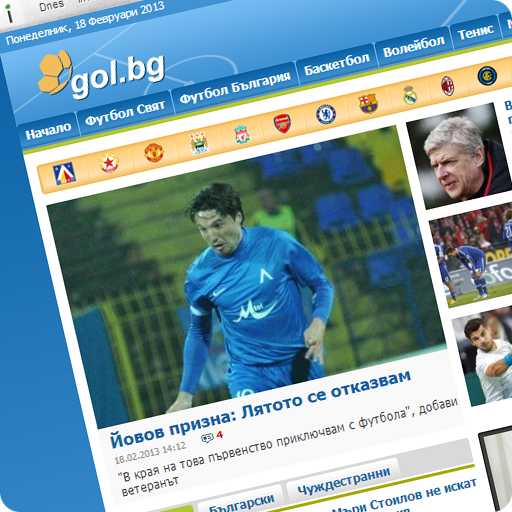 Dnes
Понеделник, 18 Февруари 2013
gol.bg
Начало
Футбол Свят
Футбол България
Баскетбол
Волейбол
Тенис
Mtel
Йовов призна: Лятото се отказвам
18.02.2013 14:12
4
"В края на това първенство приключвам с футбола", добави
ветеранът
Български
Чуждестранни
Мъри Стоилов не искат